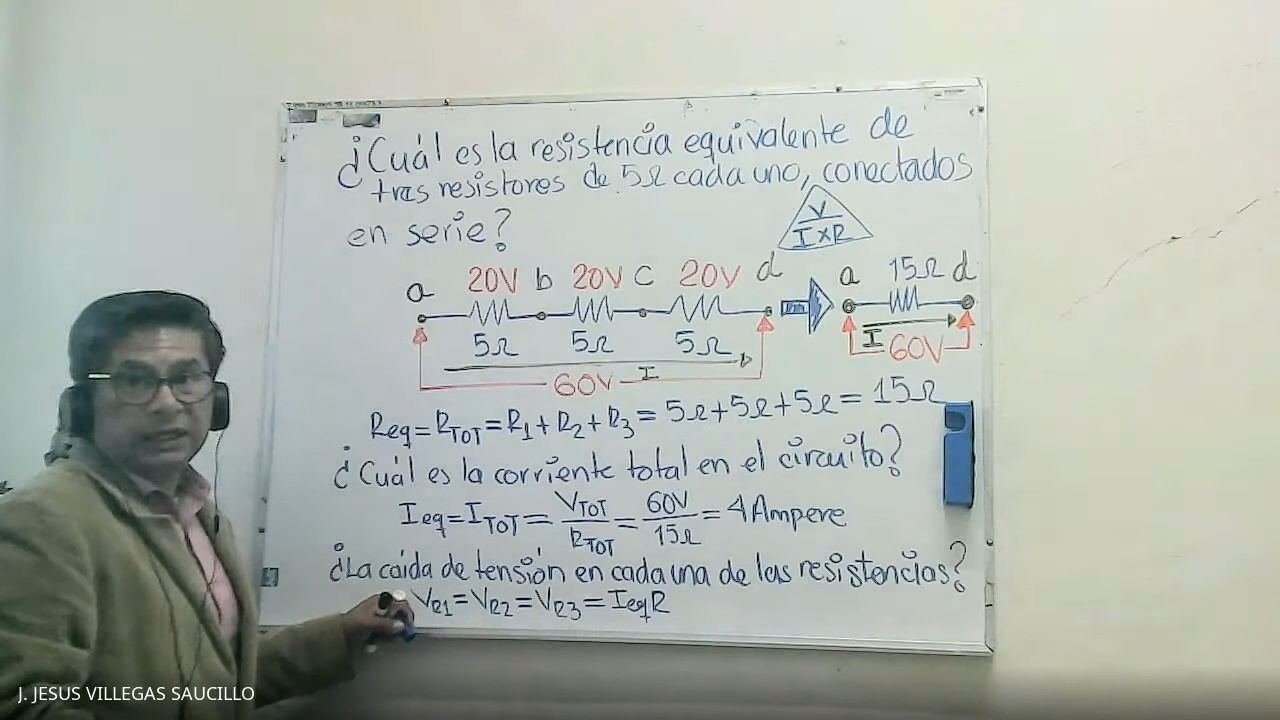 ¿Cuál es la resistencia equivalente de
tres resistores de 5Ω cada uno, conectados
en serie?
V
I x R
a 20V b 20V c 20V d a 15Ω d
5Ω 5Ω 5Ω I
60V I 60V
Req = RTOT = R1 + R2 + R3 = 5Ω + 5Ω + 5Ω = 15Ω
¿Cuál es la corriente total en el circuito?
Ieq = ITOT = VTOT / RTOT = 60V / 15Ω = 4 Ampere
¿La caída de tensión en cada una de las resistencias?
VR1 = VR2 = VR3 = IeqR
J. JESUS VILLEGAS SAUCILLO